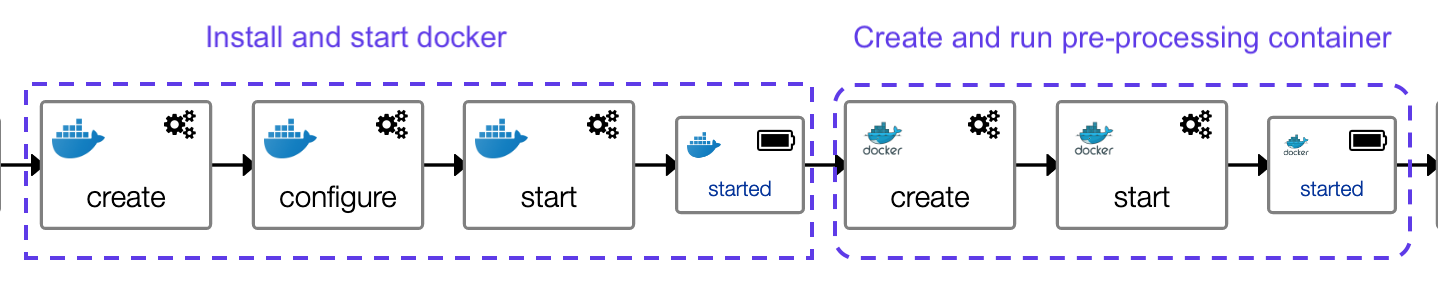 Install and start docker
Create and run pre-processing container
create
configure
start
started
docker
create
docker
start
docker
started